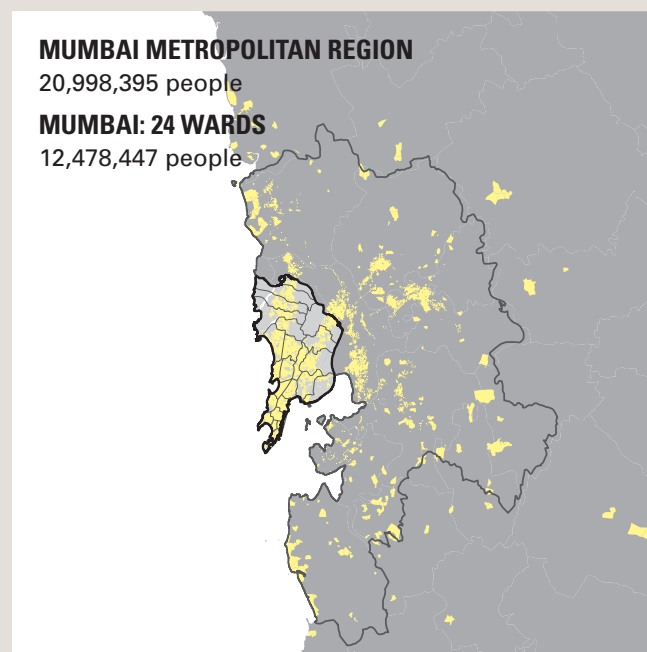 MUMBAI METROPOLITAN REGION
20,998,395 people
MUMBAI: 24 WARDS
12,478,447 people